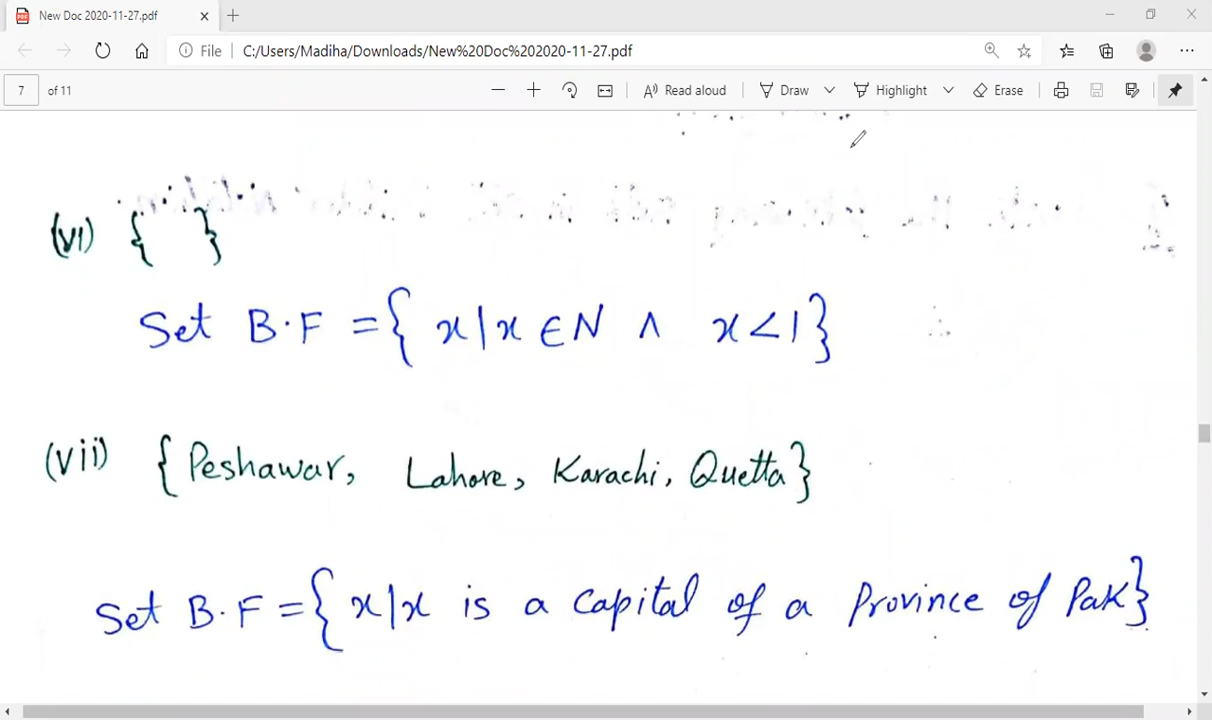 New Doc 2020-11-27.pdf
File C:/Users/Madiha/Downloads/New%20Doc%202020-11-27.pdf
7 of 11 Read aloud Draw Highlight Erase
(vi) { }
Set B.F = { x/x ∈ N ∧ x < 1 }
(vii) { Peshawar, Lahore, Karachi, Quetta }
Set B.F = { x/x is a Capital of a Province of Pak }